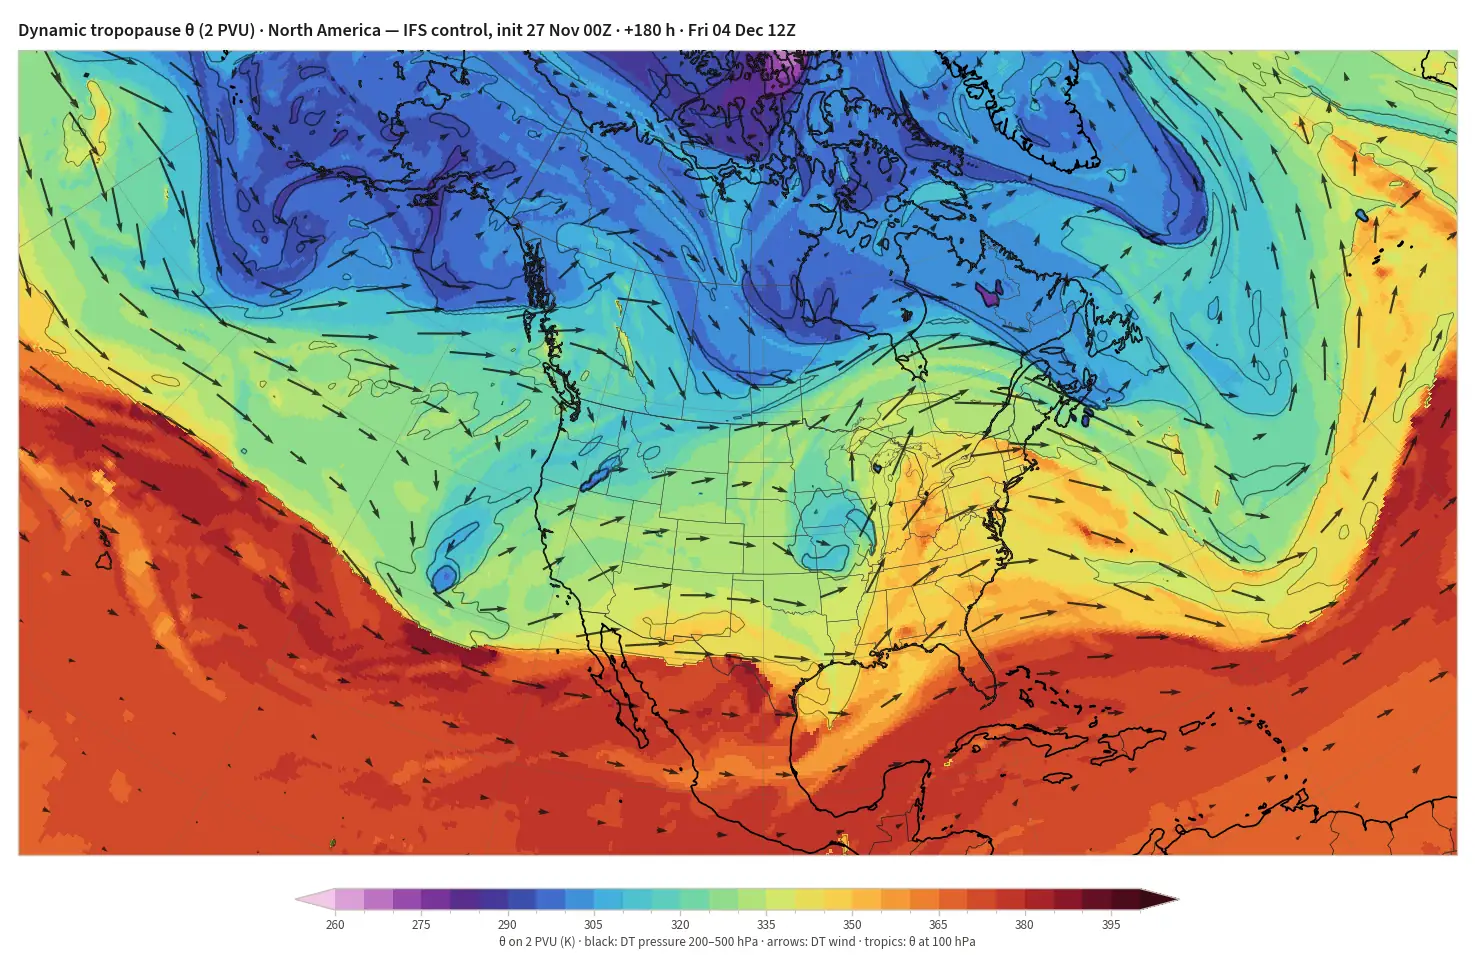 Dynamic tropopause θ (2 PVU) · North America — IFS control, init 27 Nov 00Z · +180 h · Fri 04 Dec 12Z
260 275 290 305 320 335 350 365 380 395
θ on 2 PVU (K) · black: DT pressure 200–500 hPa · arrows: DT wind · tropics: θ at 100 hPa